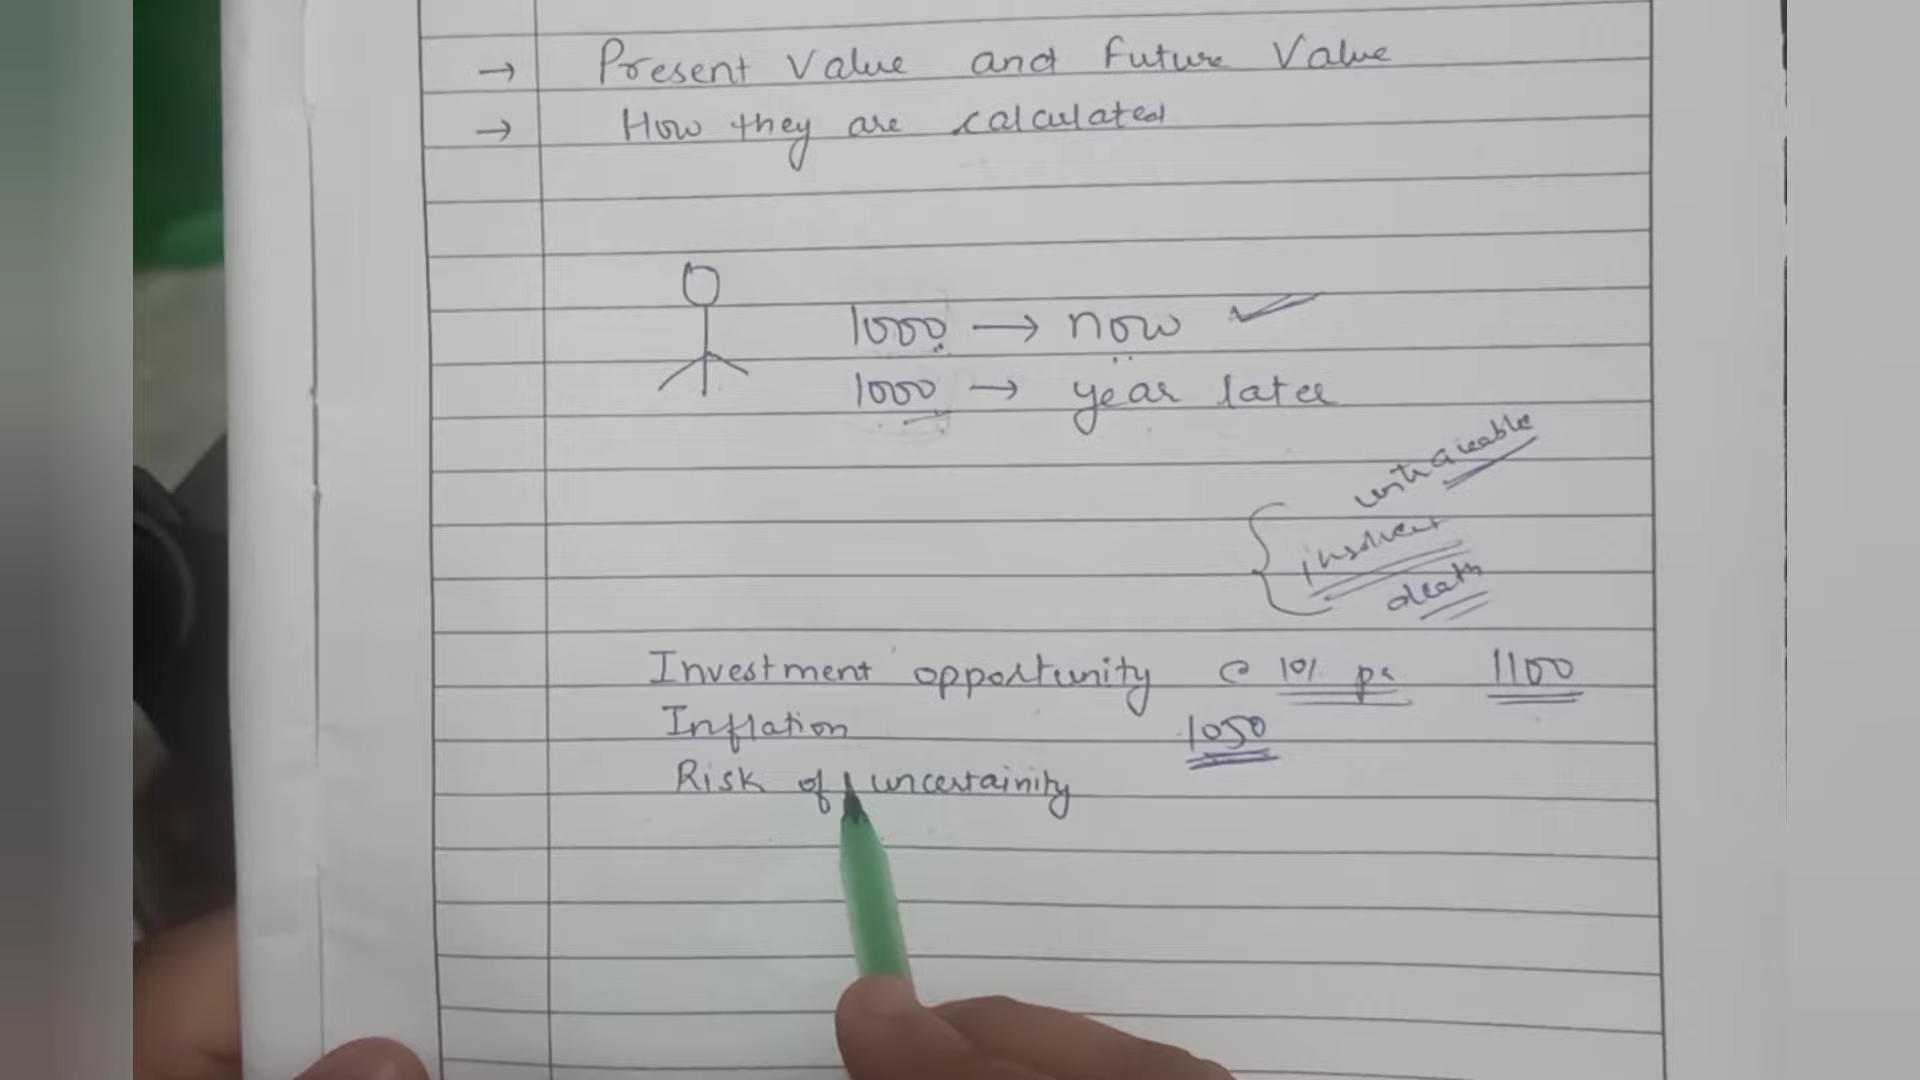 → Present Value and Future Value
→ How they are calculated
1000 → now ✓
1000 → year later
untraceable
insolvent
death
Investment opportunity @ 10% pa 1100
Inflation 1050
Risk of uncertainity